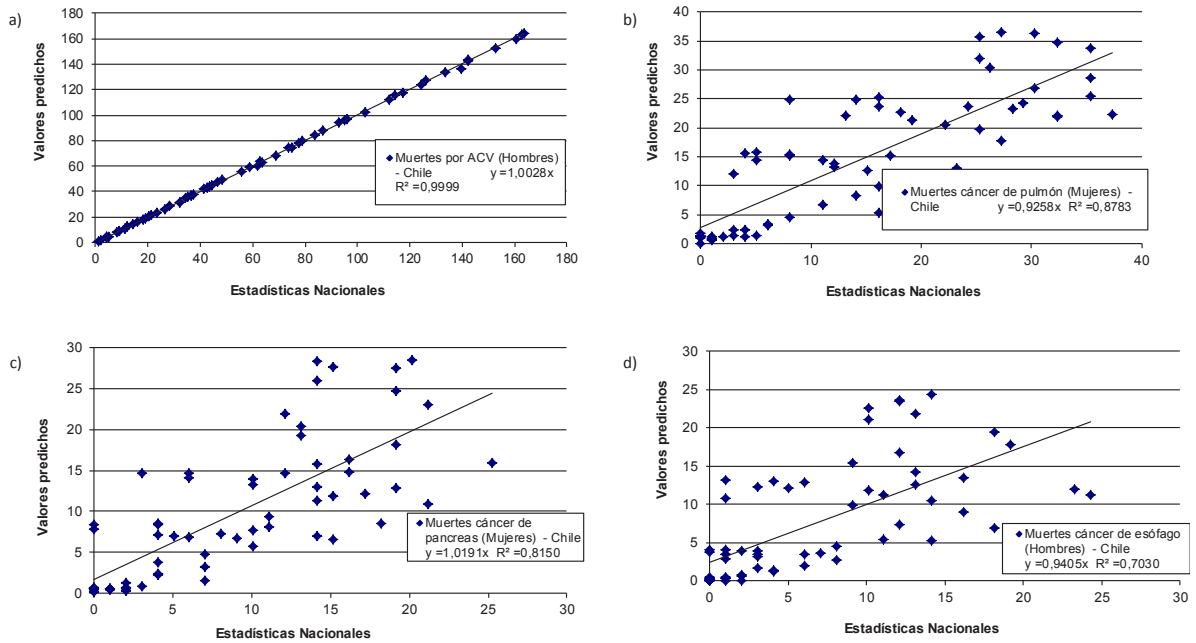 a)
Valores predichos
180
160
140
120
100
80
60
40
20
0
0 20 40 60 80 100 120 140 160 180
Estadísticas Nacionales
Muertes por ACV (Hombres)
- Chile y=1,0028x
R² =0,9999
b)
Valores predichos
40
35
30
25
20
15
10
5
0
0 10 20 30 40
Estadísticas Nacionales
Muertes cáncer de pulmón (Mujeres) -
Chile y =0,9258x R² =0,8783
c)
Valores predichos
30
25
20
15
10
5
0
0 5 10 15 20 25 30
Estadísticas Nacionales
Muertes cáncer de
pancreas (Mujeres) - Chile
y =1,0191x R² =0,8150
d)
Valores predichos
30
25
20
15
10
5
0
0 5 10 15 20 25 30
Estadísticas Nacionales
Muertes cáncer de esófago
(Hombres) - Chile
y =0,9405x R² =0,7030